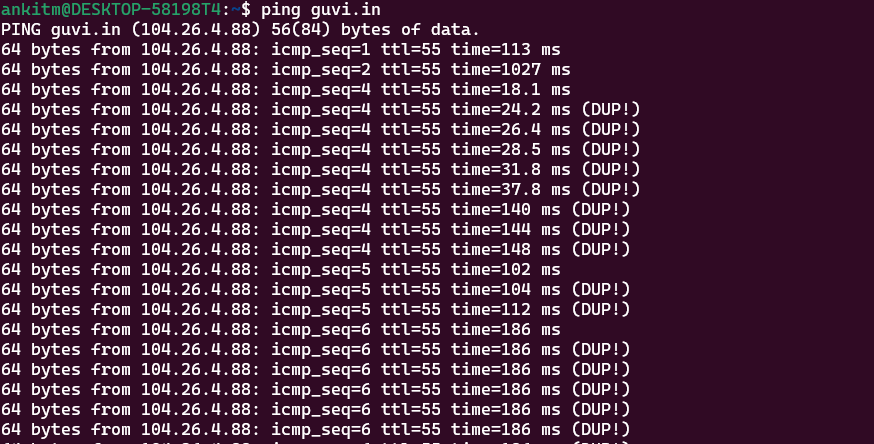 ankitm@DESKTOP-58198T4:~$ ping guvi.in
PING guvi.in (104.26.4.88) 56(84) bytes of data.
64 bytes from 104.26.4.88: icmp_seq=1 ttl=55 time=113 ms
64 bytes from 104.26.4.88: icmp_seq=2 ttl=55 time=1027 ms
64 bytes from 104.26.4.88: icmp_seq=4 ttl=55 time=18.1 ms
64 bytes from 104.26.4.88: icmp_seq=4 ttl=55 time=24.2 ms (DUP!)
64 bytes from 104.26.4.88: icmp_seq=4 ttl=55 time=26.4 ms (DUP!)
64 bytes from 104.26.4.88: icmp_seq=4 ttl=55 time=28.5 ms (DUP!)
64 bytes from 104.26.4.88: icmp_seq=4 ttl=55 time=31.8 ms (DUP!)
64 bytes from 104.26.4.88: icmp_seq=4 ttl=55 time=37.8 ms (DUP!)
64 bytes from 104.26.4.88: icmp_seq=4 ttl=55 time=140 ms (DUP!)
64 bytes from 104.26.4.88: icmp_seq=4 ttl=55 time=144 ms (DUP!)
64 bytes from 104.26.4.88: icmp_seq=4 ttl=55 time=148 ms (DUP!)
64 bytes from 104.26.4.88: icmp_seq=5 ttl=55 time=102 ms
64 bytes from 104.26.4.88: icmp_seq=5 ttl=55 time=104 ms (DUP!)
64 bytes from 104.26.4.88: icmp_seq=5 ttl=55 time=112 ms (DUP!)
64 bytes from 104.26.4.88: icmp_seq=6 ttl=55 time=186 ms
64 bytes from 104.26.4.88: icmp_seq=6 ttl=55 time=186 ms (DUP!)
64 bytes from 104.26.4.88: icmp_seq=6 ttl=55 time=186 ms (DUP!)
64 bytes from 104.26.4.88: icmp_seq=6 ttl=55 time=186 ms (DUP!)
64 bytes from 104.26.4.88: icmp_seq=6 ttl=55 time=186 ms (DUP!)
64 bytes from 104.26.4.88: icmp_seq=6 ttl=55 time=186 ms (DUP!)